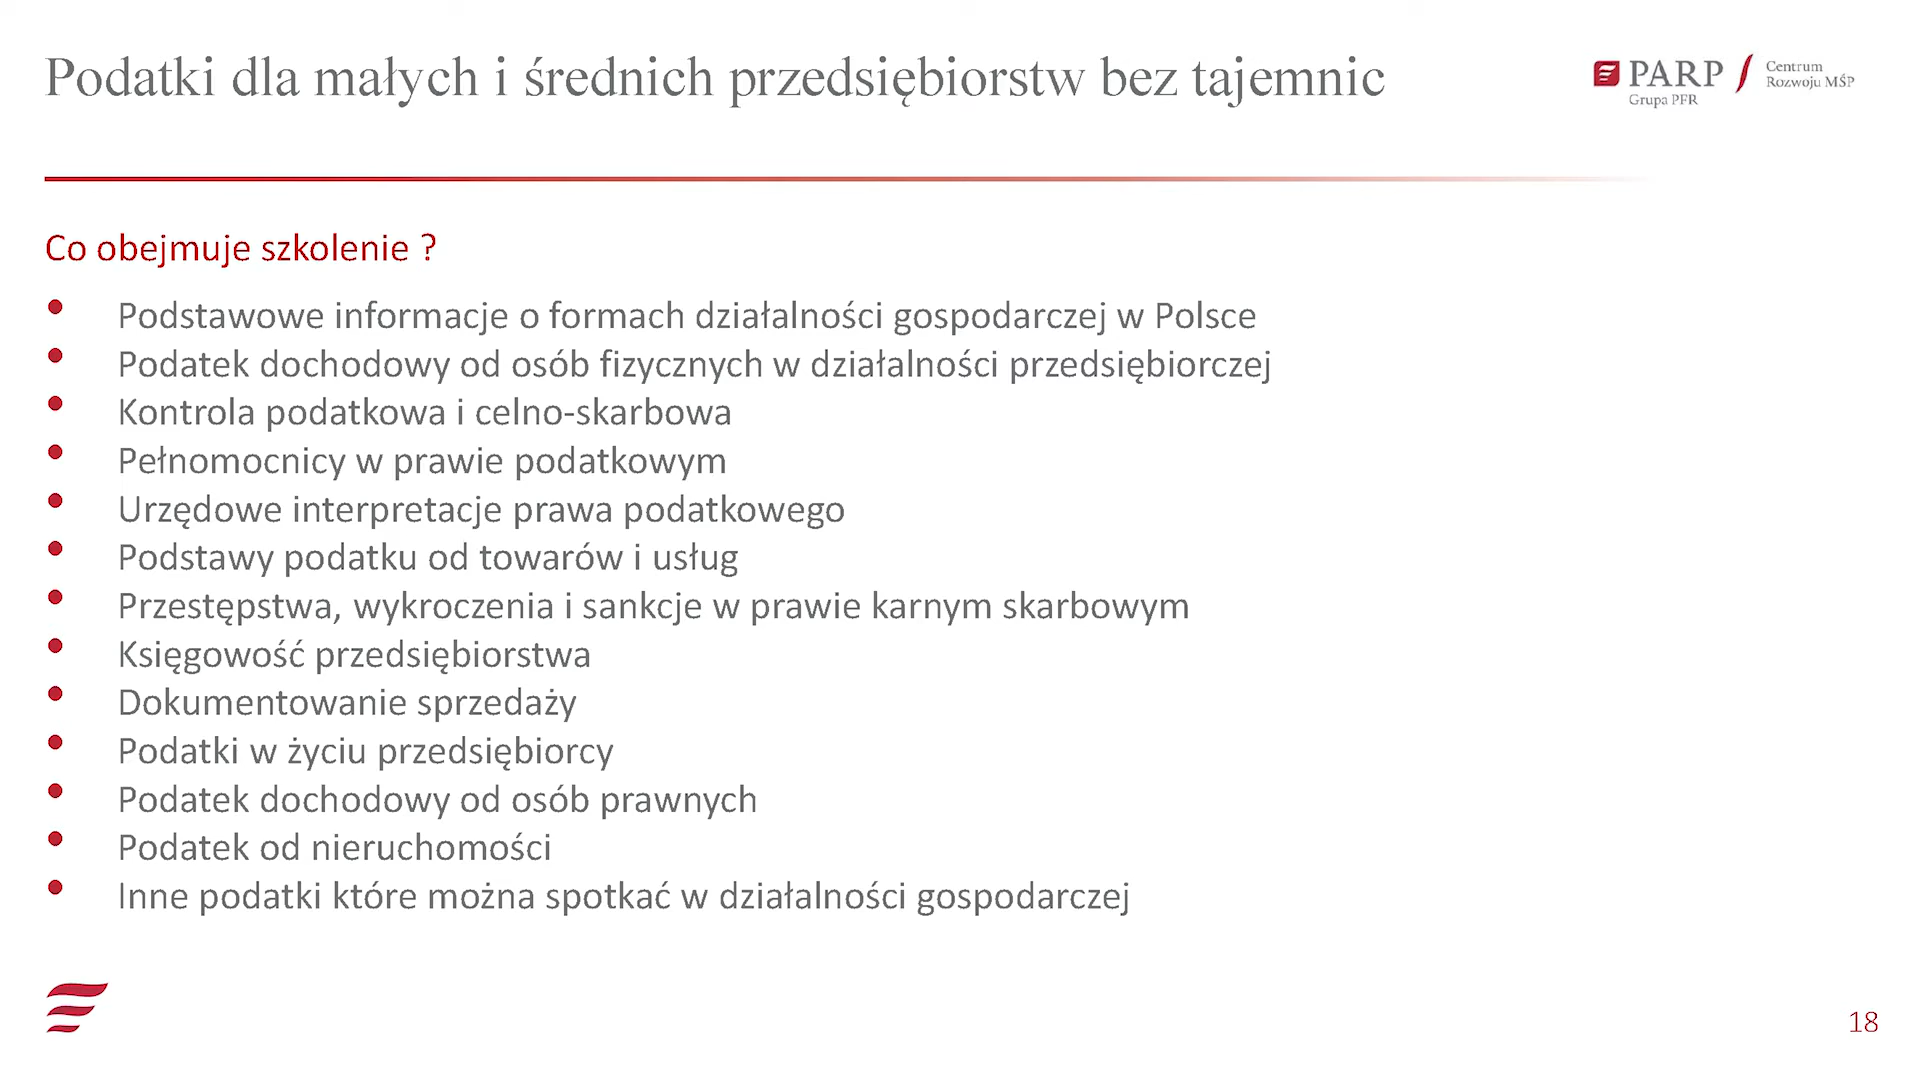 Podatki dla małych i średnich przedsiębiorstw bez tajemnic
PARP
Grupa PFR
Centrum
Rozwoju MŚP
Co obejmuje szkolenie ?
• Podstawowe informacje o formach działalności gospodarczej w Polsce
• Podatek dochodowy od osób fizycznych w działalności przedsiębiorczej
• Kontrola podatkowa i celno-skarbowa
• Pełnomocnicy w prawie podatkowym
• Urzędowe interpretacje prawa podatkowego
• Podstawy podatku od towarów i usług
• Przestępstwa, wykroczenia i sankcje w prawie karnym skarbowym
• Księgowość przedsiębiorstwa
• Dokumentowanie sprzedaży
• Podatki w życiu przedsiębiorcy
• Podatek dochodowy od osób prawnych
• Podatek od nieruchomości
• Inne podatki które można spotkać w działalności gospodarczej
18